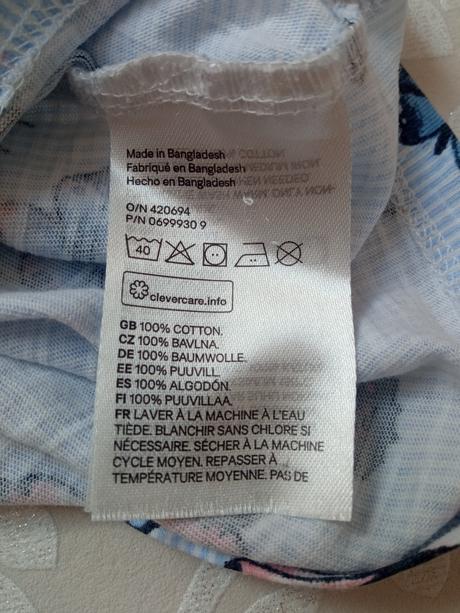 Made in Bangladesh
Fabriqué en Bangladesh
Hecho en Bangladesh
O/N 420694
P/N 0699930 9
40
clevercare.info
GB 100% COTTON.
CZ 100% BAVLNA.
DE 100% BAUMWOLLE.
EE 100% PUUVILL.
ES 100% ALGODÓN.
FI 100% PUUVILLAA.
FR LAVER À LA MACHINE À L'EAU
TIÈDE. BLANCHIR SANS CHLORE SI
NÉCESSAIRE. SÉCHER À LA MACHINE
CYCLE MOYEN. REPASSER À
TEMPÉRATURE MOYENNE. PAS DE